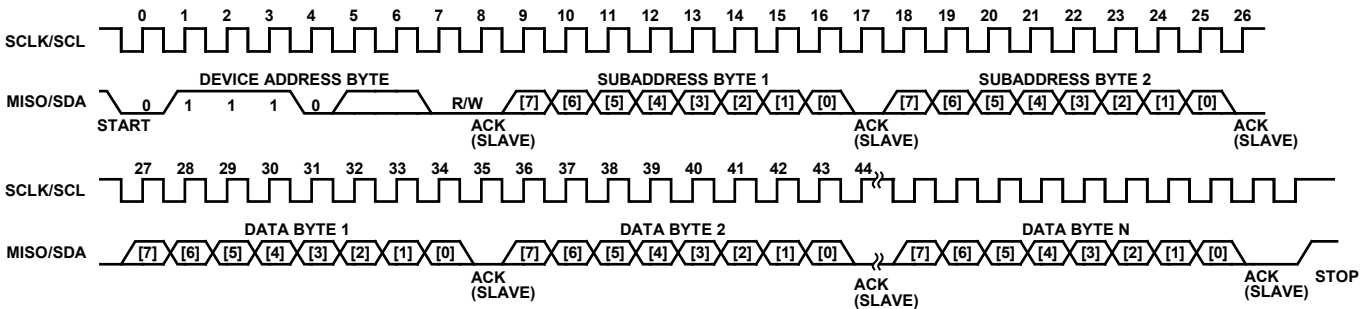 0 1 2 3 4 5 6 7 8 9 10 11 12 13 14 15 16 17 18 19 20 21 22 23 24 25 26
SCLK/SCL
DEVICE ADDRESS BYTE SUBADDRESS BYTE 1 SUBADDRESS BYTE 2
MISO/SDA 0 1 1 1 0 R/W [7] [6] [5] [4] [3] [2] [1] [0] [7] [6] [5] [4] [3] [2] [1] [0]
START ACK (SLAVE) ACK (SLAVE) ACK (SLAVE)
27 28 29 30 31 32 33 34 35 36 37 38 39 40 41 42 43 44
SCLK/SCL
DATA BYTE 1 DATA BYTE 2 DATA BYTE N
MISO/SDA [7] [6] [5] [4] [3] [2] [1] [0] [7] [6] [5] [4] [3] [2] [1] [0] [7] [6] [5] [4] [3] [2] [1] [0]
ACK (SLAVE) ACK (SLAVE) ACK (SLAVE) STOP